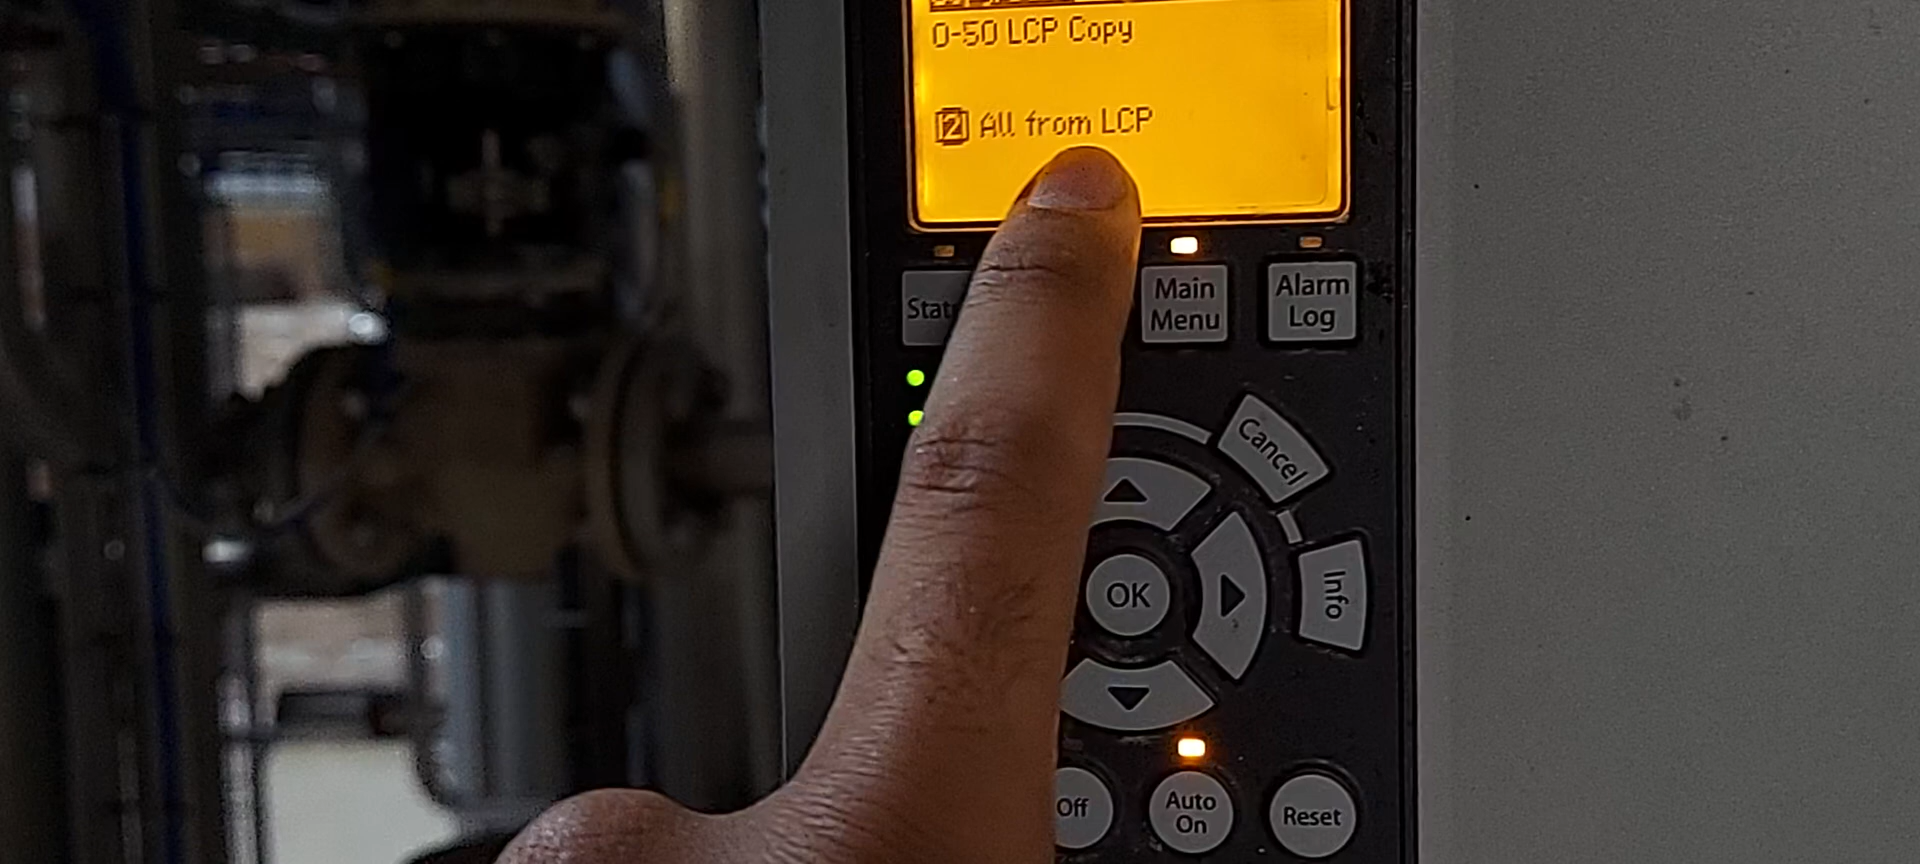 0-50 LCP Copy
[2] All from LCP
Main Menu
Alarm Log
Cancel
Info
OK
Off
Auto On
Reset